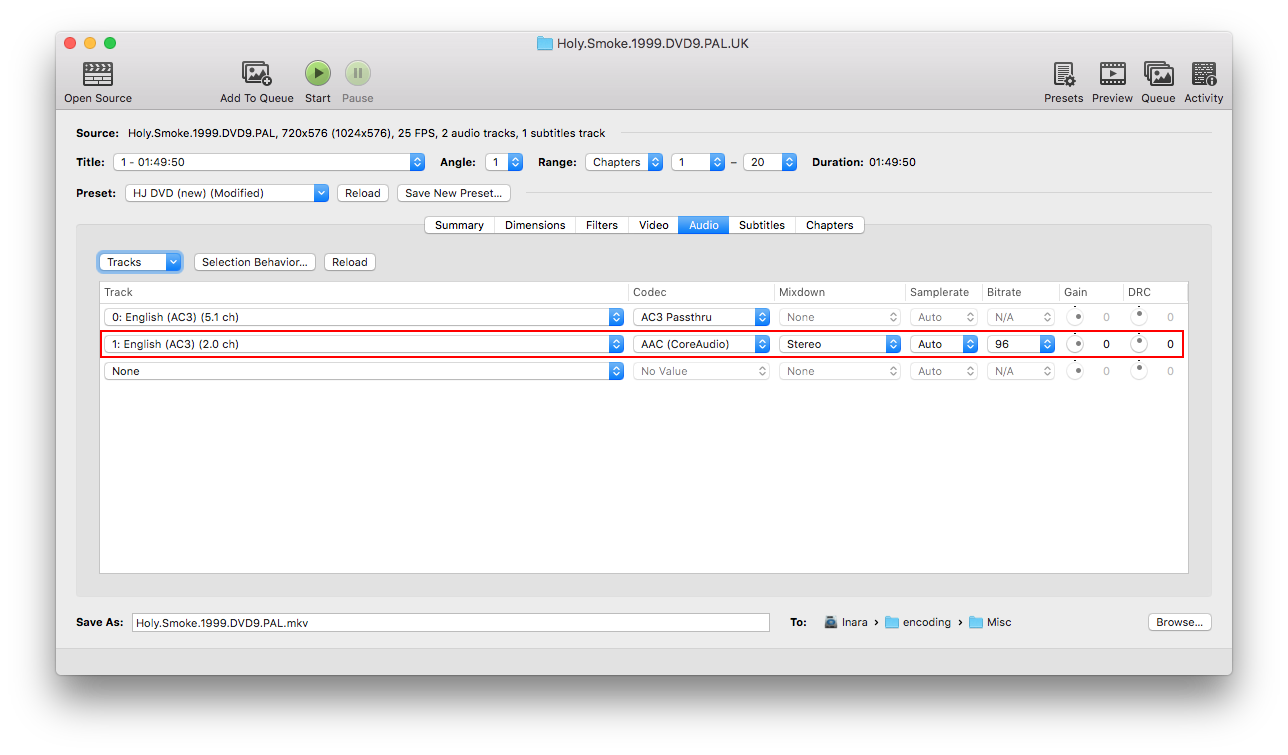 Holy.Smoke.1999.DVD9.PAL.UK
Open Source Add To Queue Start Pause Presets Preview Queue Activity
Source: Holy.Smoke.1999.DVD9.PAL, 720x576 (1024x576), 25 FPS, 2 audio tracks, 1 subtitles track
Title: 1 - 01:49:50 Angle: 1 Range: Chapters 1 – 20 Duration: 01:49:50
Preset: HJ DVD (new) (Modified) Reload Save New Preset...
Summary Dimensions Filters Video Audio Subtitles Chapters
Tracks Selection Behavior... Reload
Track Codec Mixdown Samplerate Bitrate Gain DRC
0: English (AC3) (5.1 ch) AC3 Passthru None Auto N/A 0 0
1: English (AC3) (2.0 ch) AAC (CoreAudio) Stereo Auto 96 0 0
None No Value None Auto N/A 0 0
Save As: Holy.Smoke.1999.DVD9.PAL.mkv To: Inara › encoding › Misc Browse...